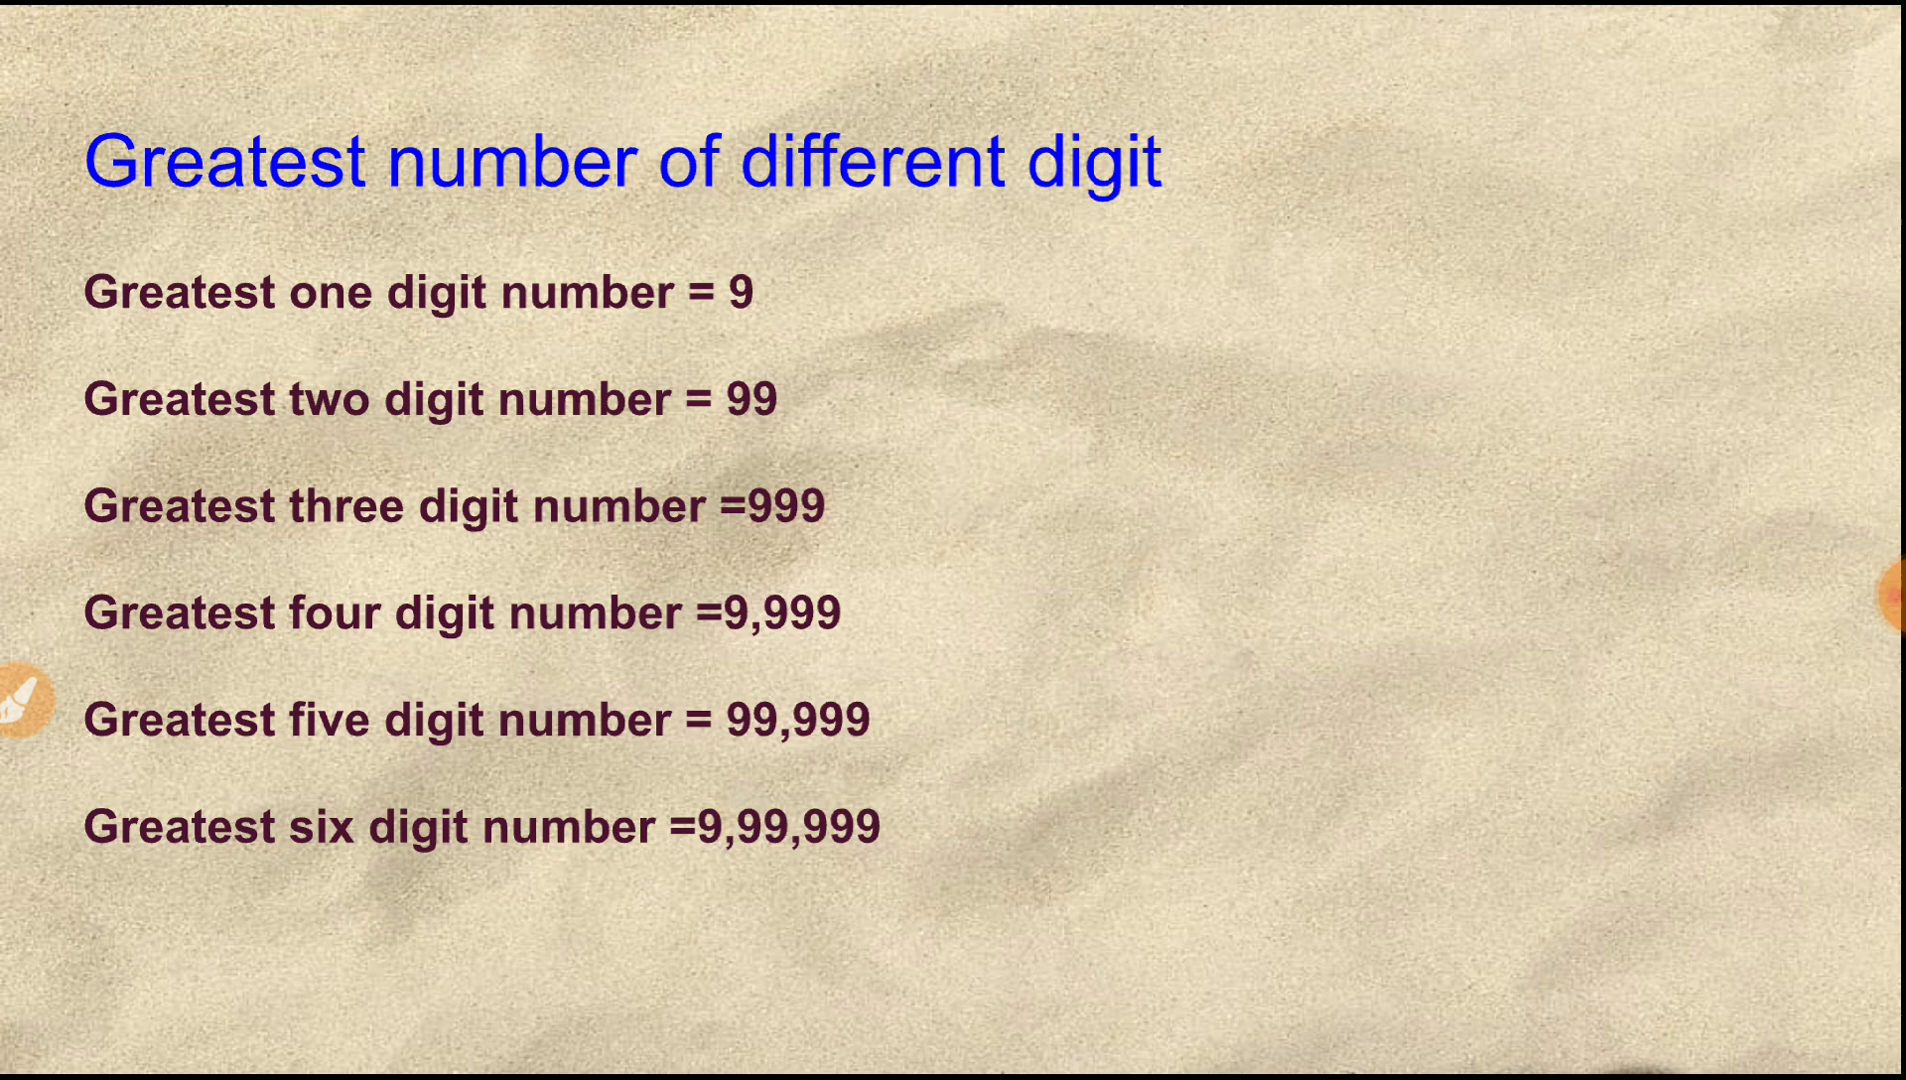 Greatest number of different digit
Greatest one digit number = 9
Greatest two digit number = 99
Greatest three digit number =999
Greatest four digit number =9,999
Greatest five digit number = 99,999
Greatest six digit number =9,99,999